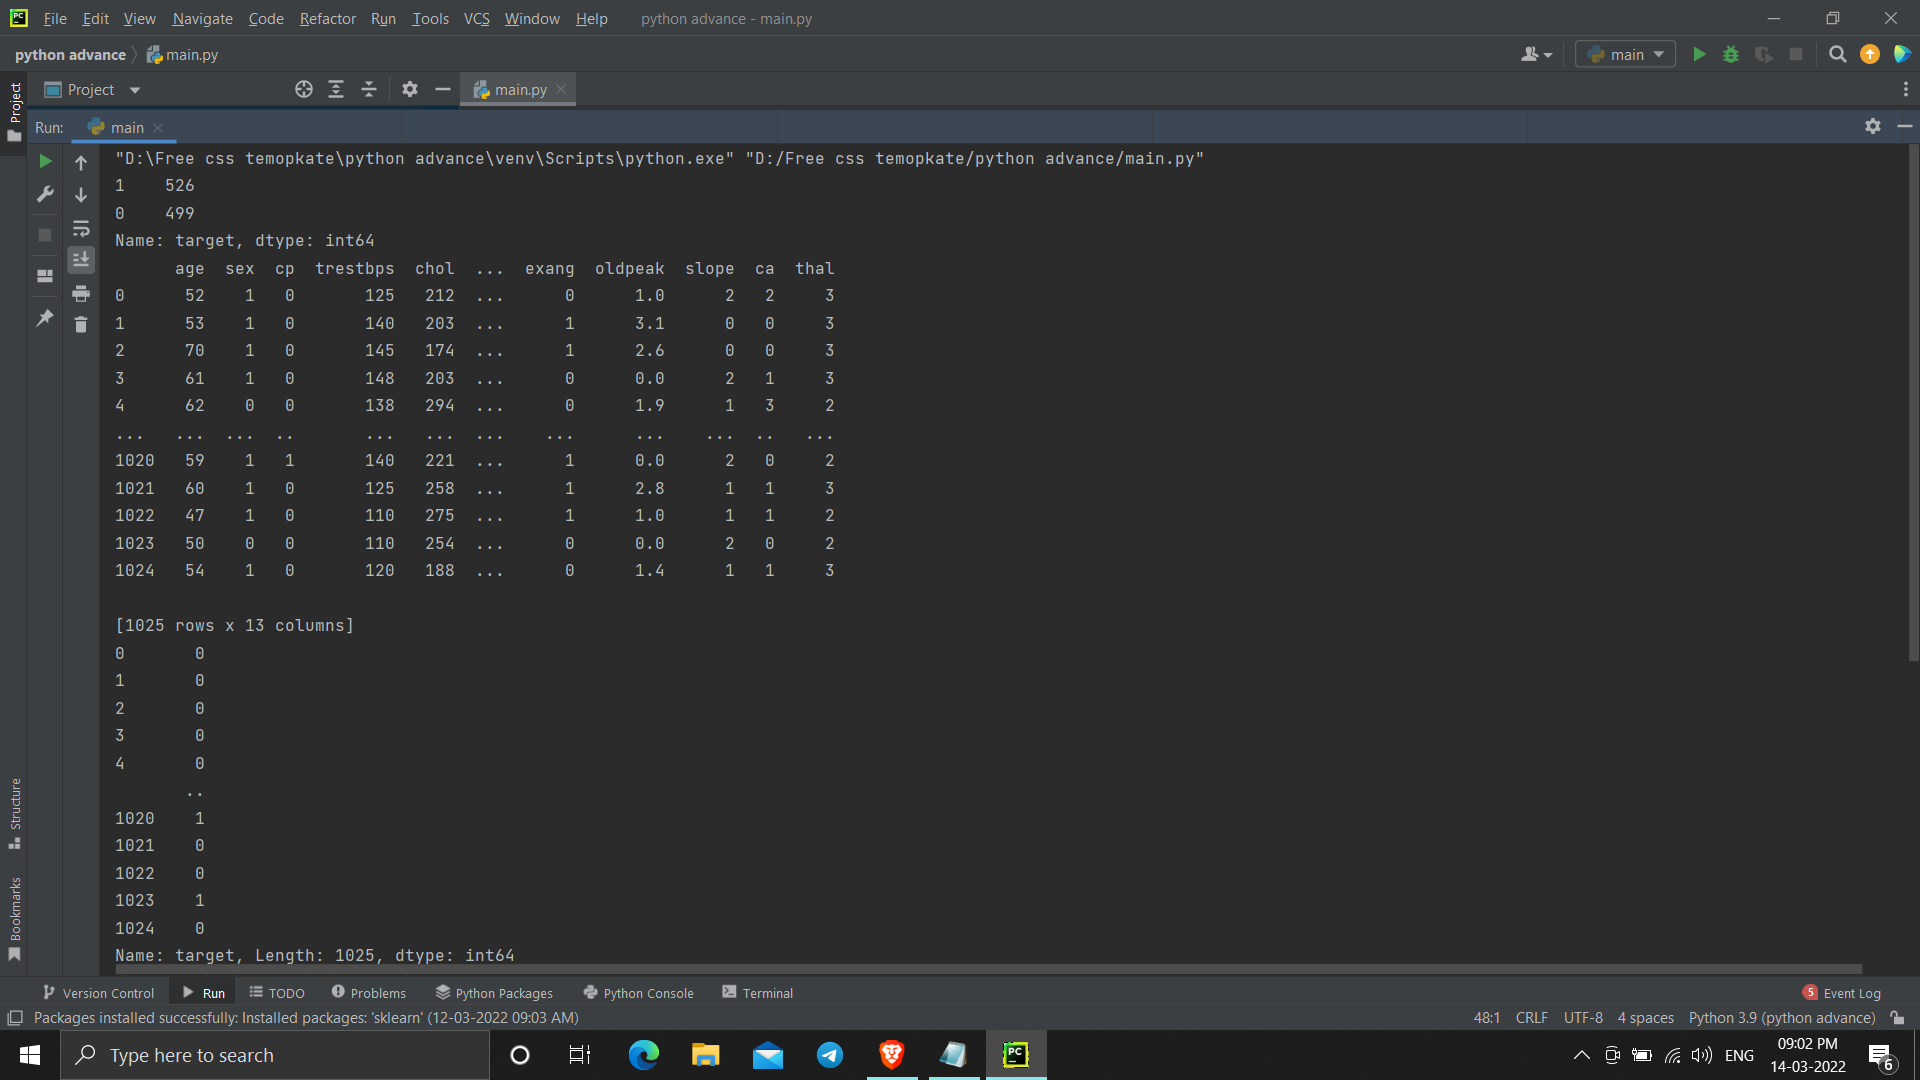 File Edit View Navigate Code Refactor Run Tools VCS Window Help python advance - main.py
python advance main.py main
Project main.py
Project
Run: main
"D:\Free css temopkate\python advance\venv\Scripts\python.exe" "D:/Free css temopkate/python advance/main.py"
1    526
0    499
Name: target, dtype: int64
      age  sex  cp  trestbps  chol  ...  exang  oldpeak  slope  ca  thal
0      52    1   0       125   212  ...      0      1.0      2   2     3
1      53    1   0       140   203  ...      1      3.1      0   0     3
2      70    1   0       145   174  ...      1      2.6      0   0     3
3      61    1   0       148   203  ...      0      0.0      2   1     3
4      62    0   0       138   294  ...      0      1.9      1   3     2
...   ...  ...  ..       ...   ...  ...    ...      ...    ...  ..   ...
1020   59    1   1       140   221  ...      1      0.0      2   0     2
1021   60    1   0       125   258  ...      1      2.8      1   1     3
1022   47    1   0       110   275  ...      1      1.0      1   1     2
1023   50    0   0       110   254  ...      0      0.0      2   0     2
1024   54    1   0       120   188  ...      0      1.4      1   1     3
[1025 rows x 13 columns]
0       0
1       0
2       0
3       0
4       0
       ..
1020    1
1021    0
1022    0
1023    1
1024    0
Name: target, Length: 1025, dtype: int64
Structure
Bookmarks
Version Control Run TODO Problems Python Packages Python Console Terminal 5 Event Log
Packages installed successfully: Installed packages: 'sklearn' (12-03-2022 09:03 AM) 48:1 CRLF UTF-8 4 spaces Python 3.9 (python advance)
Type here to search PC ENG 09:02 PM
14-03-2022 6